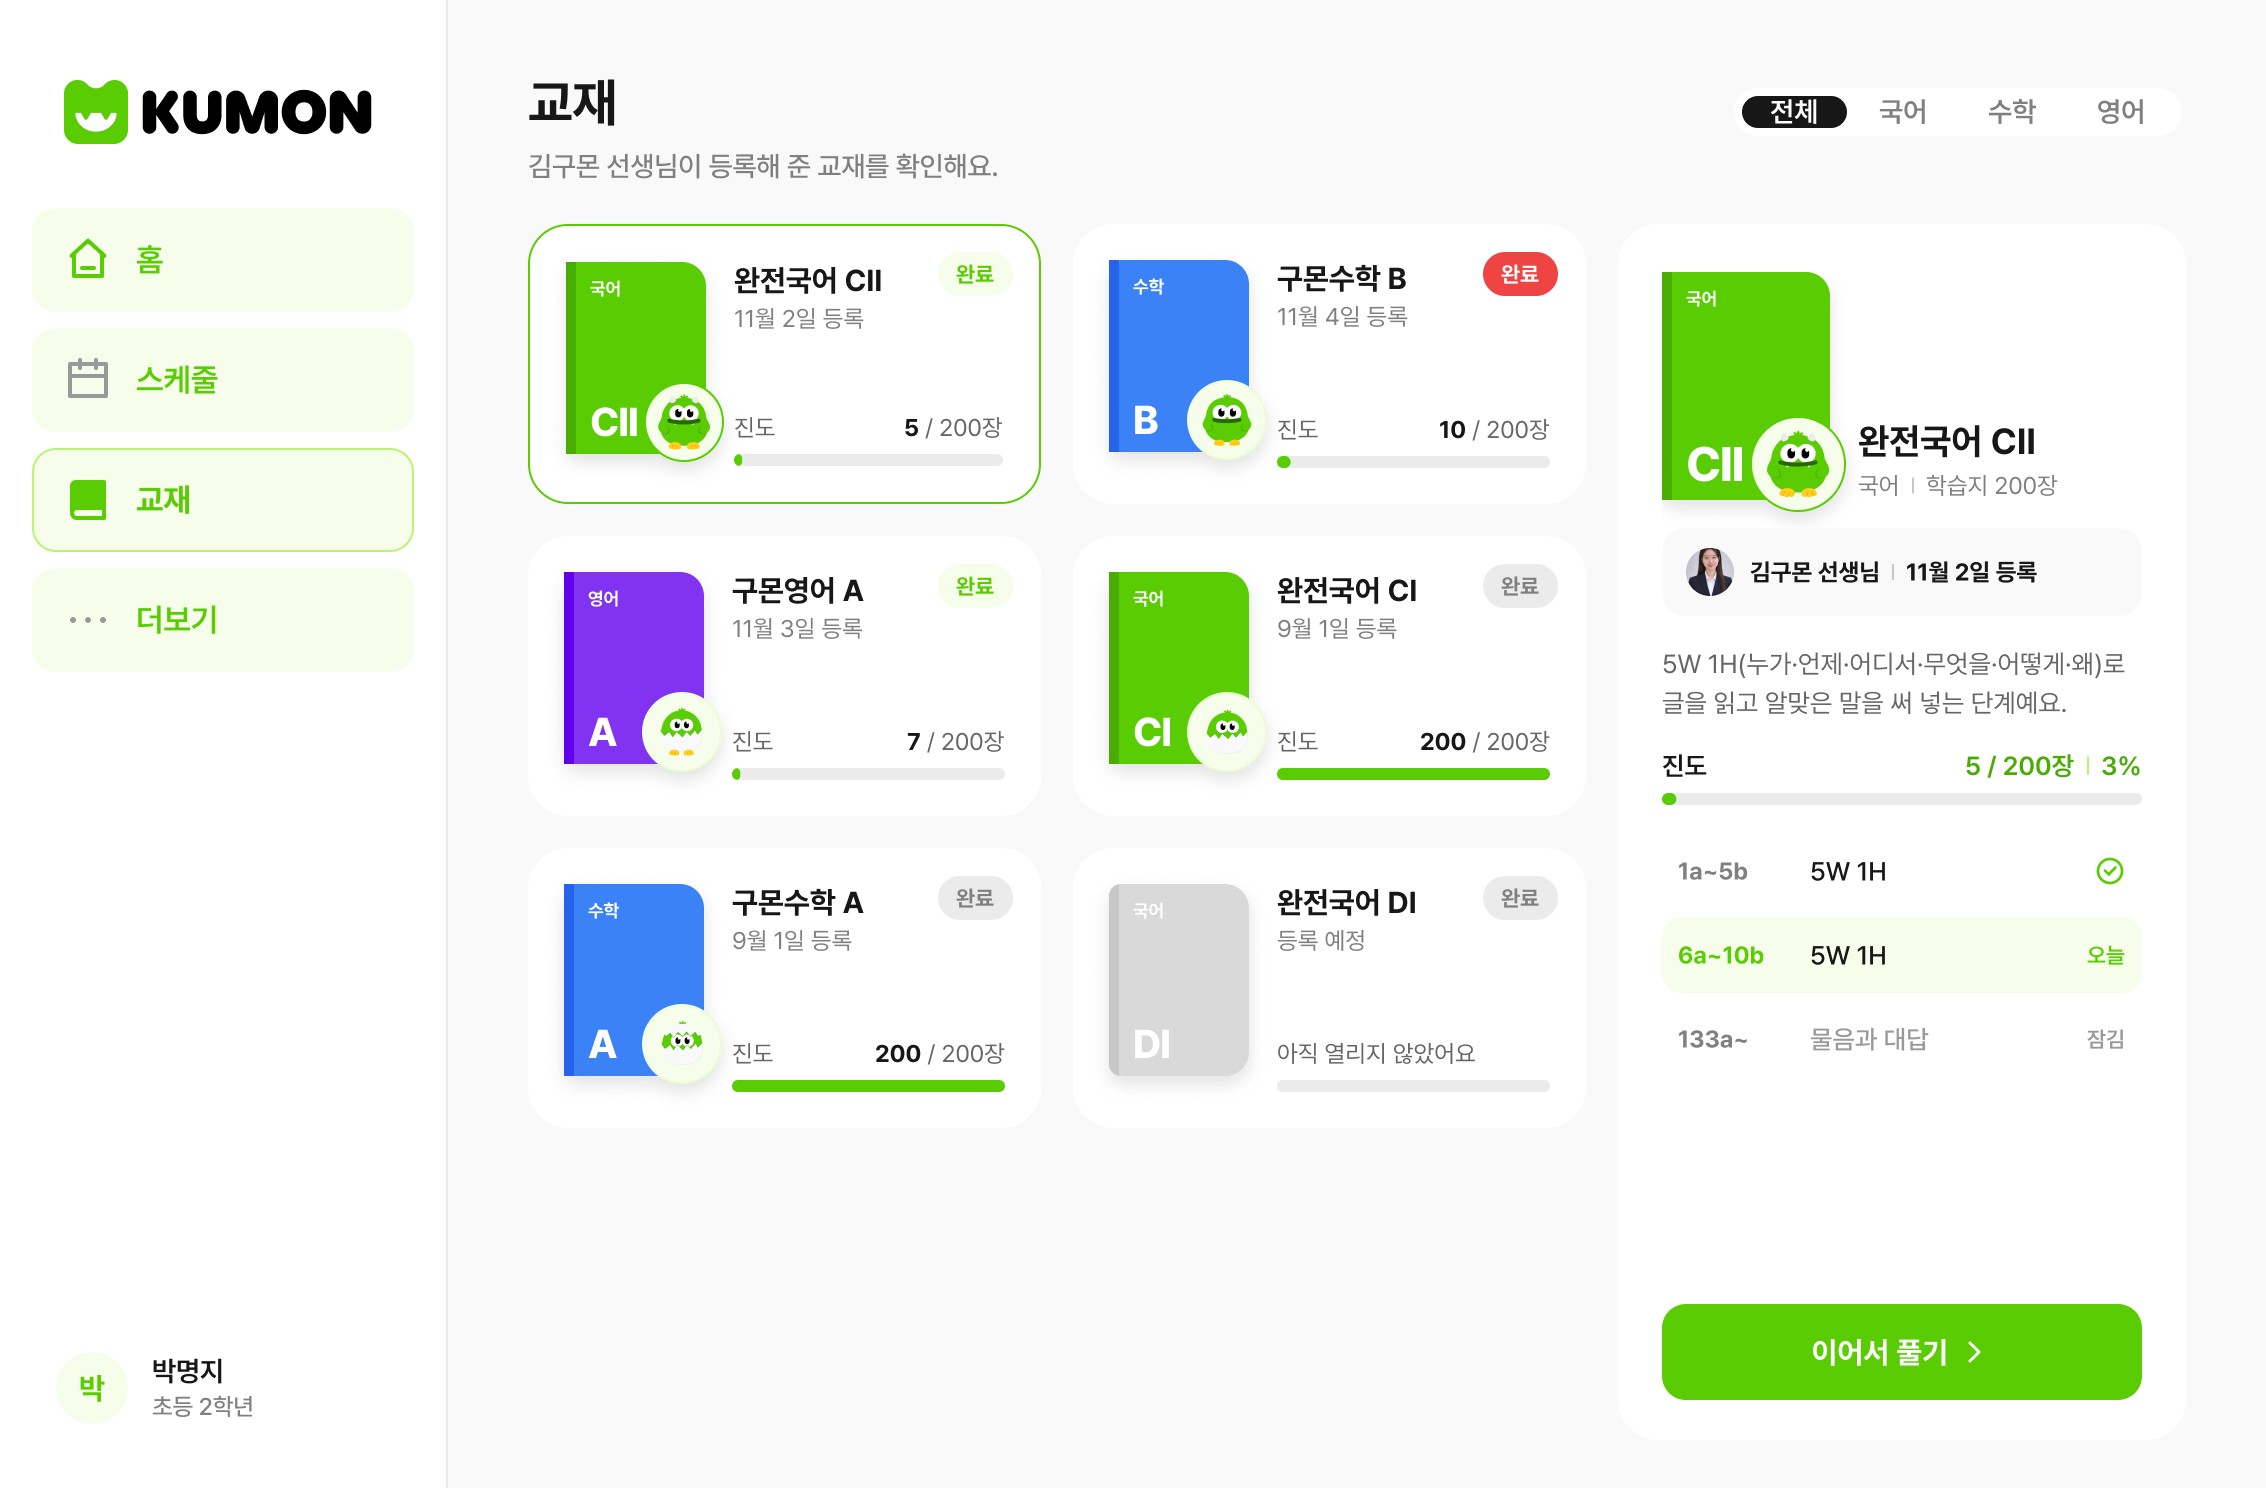 KUMON
홈
스케줄
교재
더보기
박
박명지
초등 2학년
교재
김구몬 선생님이 등록해 준 교재를 확인해요.
전체 국어 수학 영어
국어
CII
완전국어 CII
완료
11월 2일 등록
진도 5 / 200장
수학
B
구몬수학 B
완료
11월 4일 등록
진도 10 / 200장
영어
A
구몬영어 A
완료
11월 3일 등록
진도 7 / 200장
국어
CI
완전국어 CI
완료
9월 1일 등록
진도 200 / 200장
수학
A
구몬수학 A
완료
9월 1일 등록
진도 200 / 200장
국어
DI
완전국어 DI
완료
등록 예정
아직 열리지 않았어요
국어
CII
완전국어 CII
국어 | 학습지 200장
김구몬 선생님 | 11월 2일 등록
5W 1H(누가·언제·어디서·무엇을·어떻게·왜)로
글을 읽고 알맞은 말을 써 넣는 단계예요.
진도 5 / 200장 | 3%
1a~5b 5W 1H
6a~10b 5W 1H 오늘
133a~ 물음과 대답 잠김
이어서 풀기